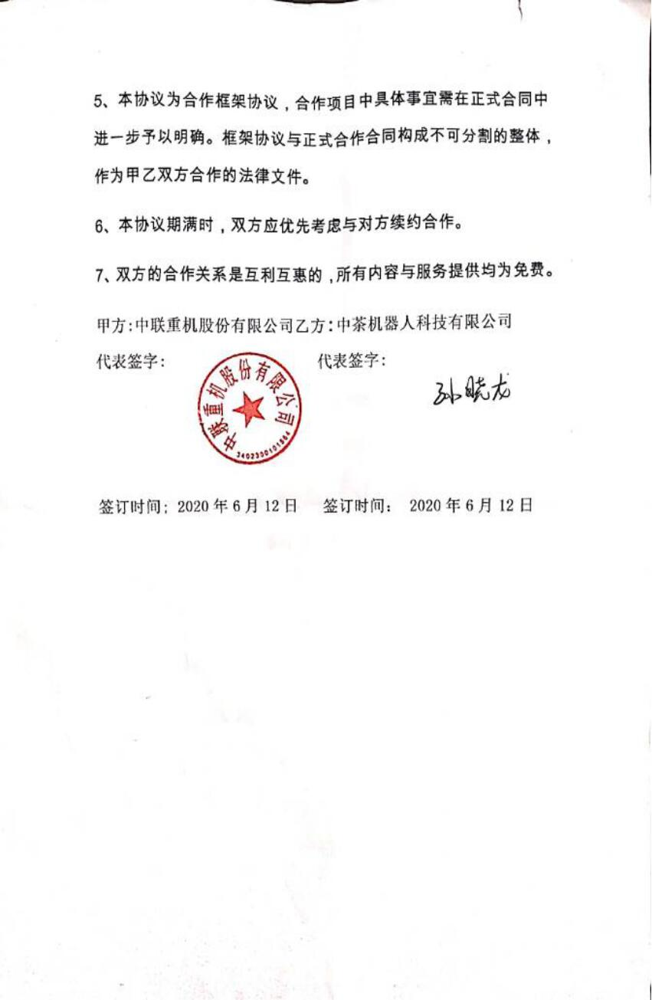 5、本协议为合作框架协议，合作项目中具体事宜需在正式合同中
进一步予以明确。框架协议与正式合作合同构成不可分割的整体，
作为甲乙双方合作的法律文件。
6、本协议期满时，双方应优先考虑与对方续约合作。
7、双方的合作关系是互利互惠的，所有内容与服务提供均为免费。
甲方：中联重机股份有限公司乙方：中茶机器人科技有限公司
代表签字： 代表签字：
中联重机股份有限公司
孙晓龙
签订时间：2020 年 6 月 12 日 签订时间： 2020 年 6 月 12 日